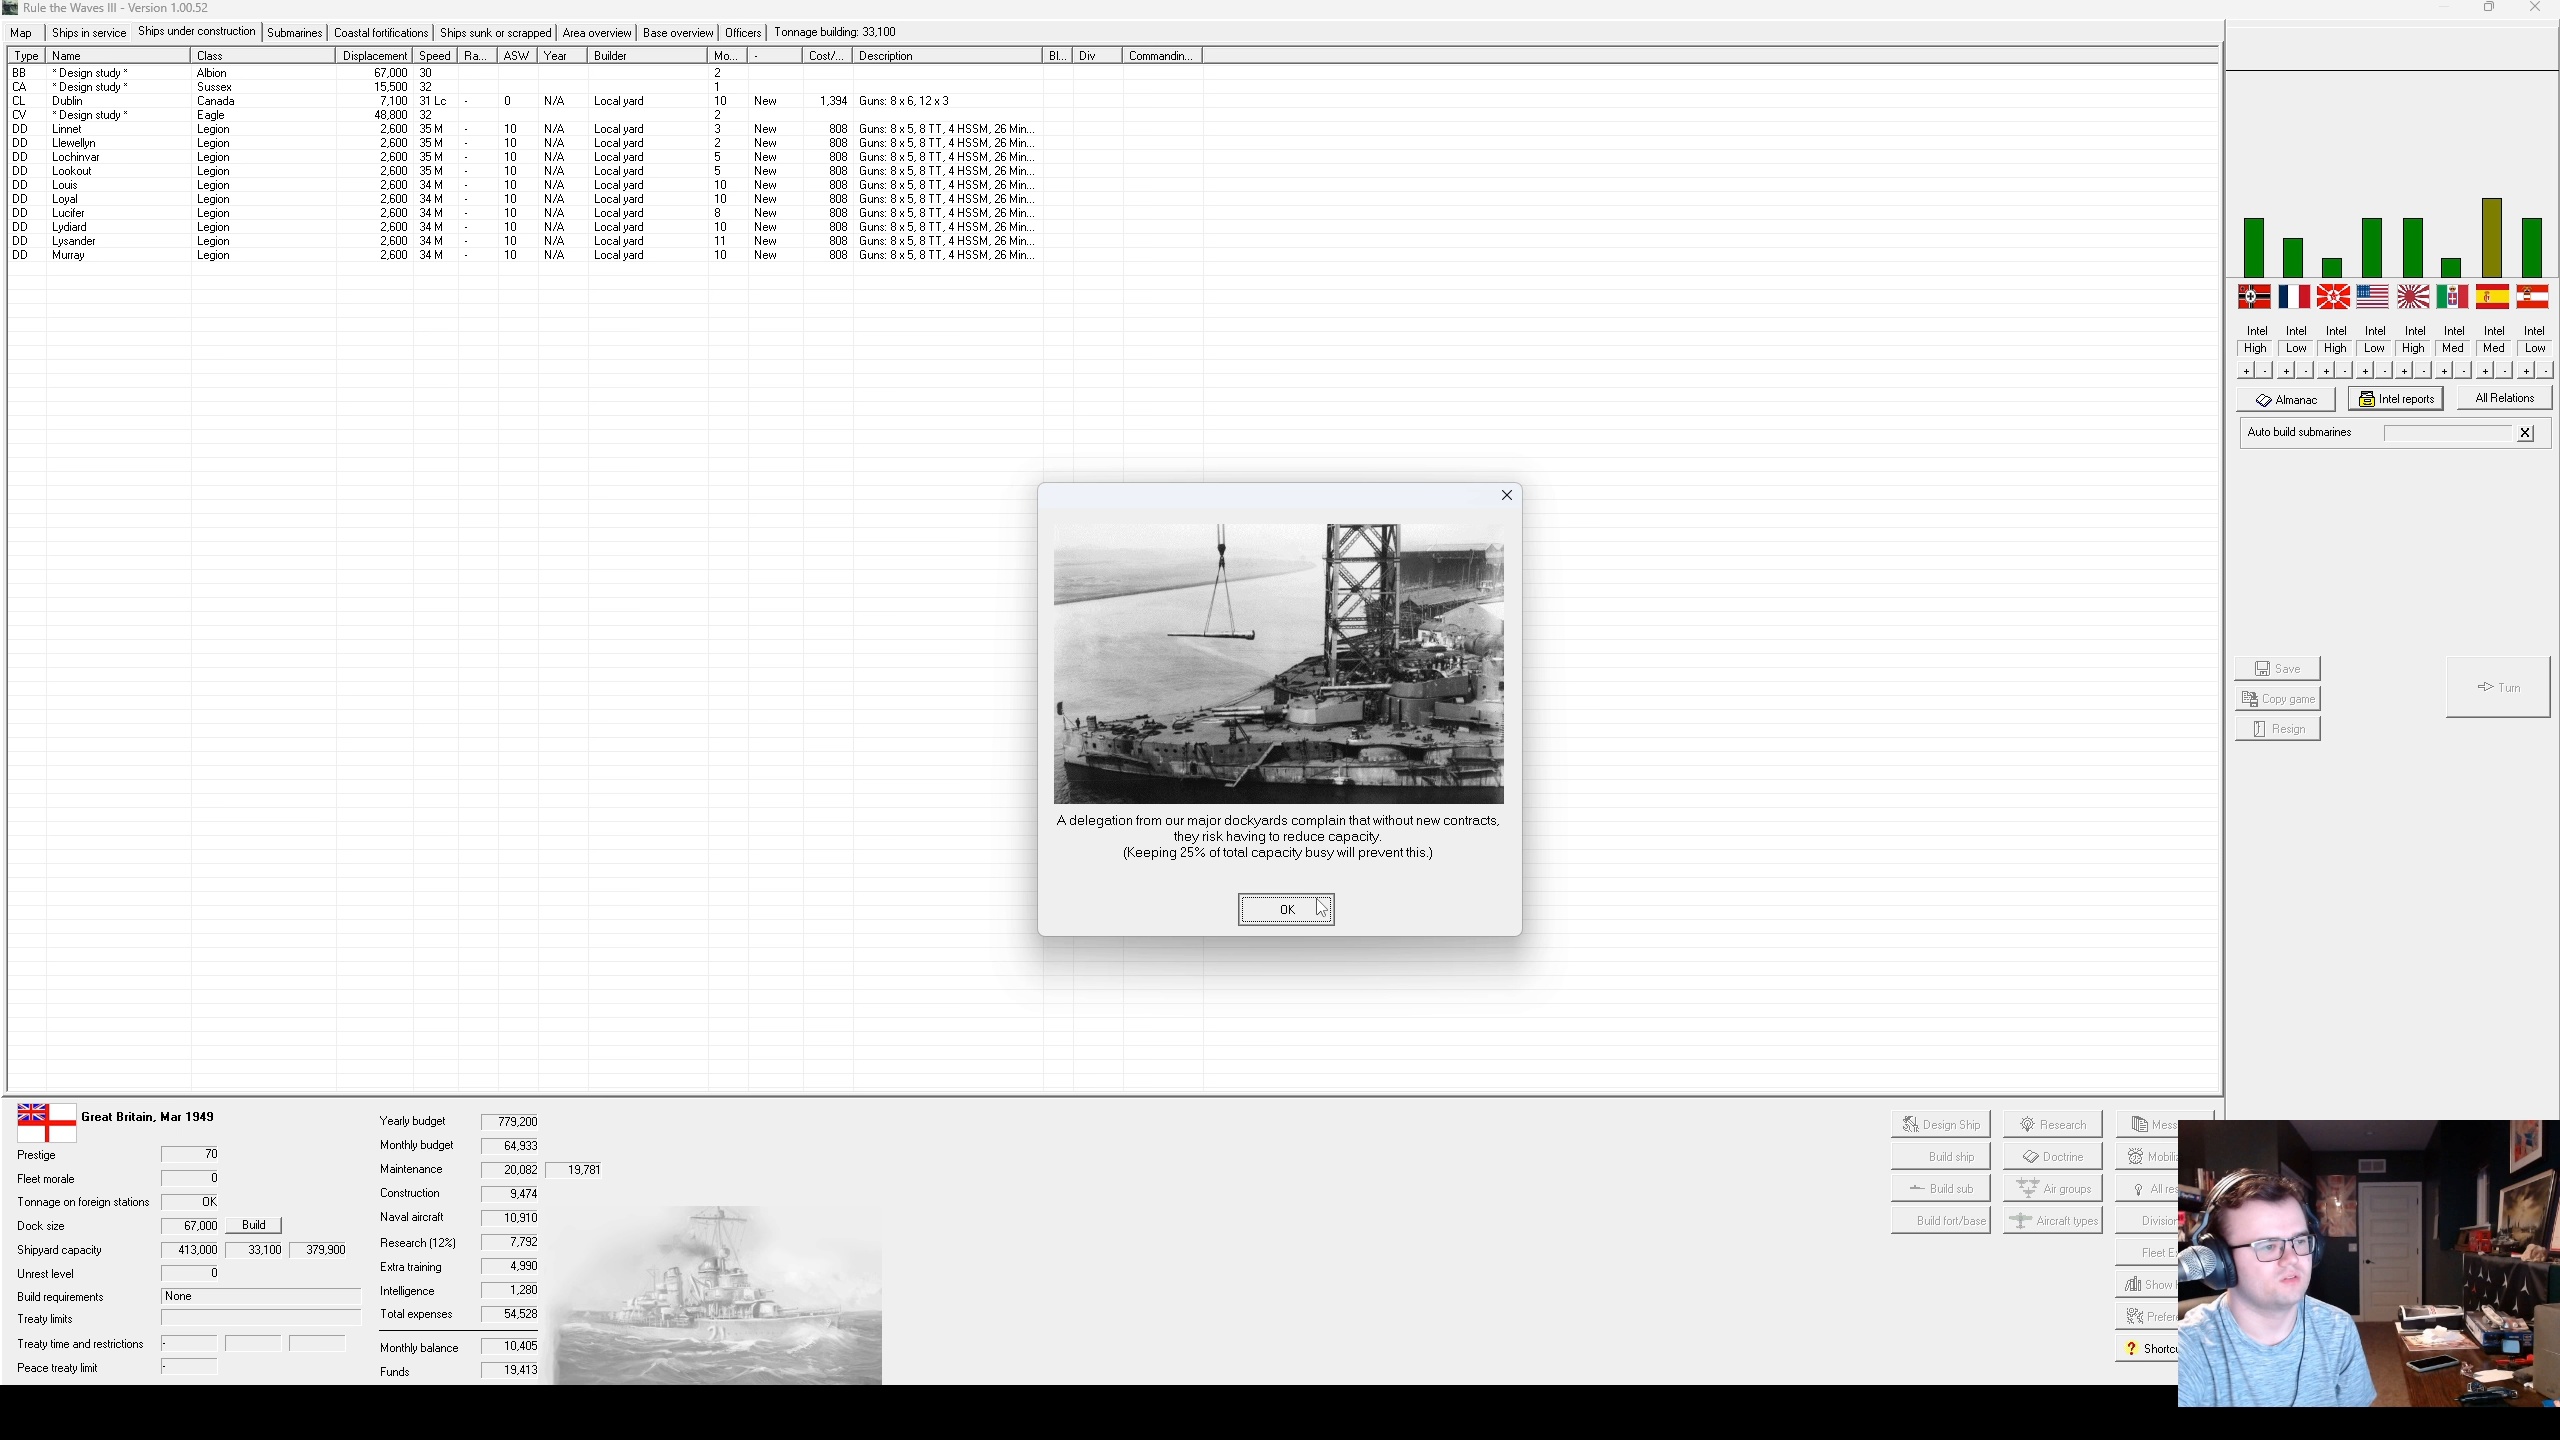 Rule the Waves III - Version 1.00.52
Map Ships in service Ships under construction Submarines Coastal fortifications Ships sunk or scrapped Area overview Base overview Officers Tonnage building: 33,100
Type Name Class Displacement Speed Ra... ASW Year Builder Mo... - Cost/... Description Bl... Div Commandin...
BB * Design study * Albion 67,000 30 2
CA * Design study * Sussex 15,500 32 1
CL Dublin Canada 7,100 31 Lc - 0 N/A Local yard 10 New 1,394 Guns: 8 x 6, 12 x 3
CV * Design study * Eagle 48,800 32 2
DD Linnet Legion 2,600 35 M - 10 N/A Local yard 3 New 808 Guns: 8 x 5, 8 TT, 4 HSSM, 26 Min...
DD Llewellyn Legion 2,600 35 M - 10 N/A Local yard 2 New 808 Guns: 8 x 5, 8 TT, 4 HSSM, 26 Min...
DD Lochinvar Legion 2,600 35 M - 10 N/A Local yard 5 New 808 Guns: 8 x 5, 8 TT, 4 HSSM, 26 Min...
DD Lookout Legion 2,600 35 M - 10 N/A Local yard 5 New 808 Guns: 8 x 5, 8 TT, 4 HSSM, 26 Min...
DD Louis Legion 2,600 34 M - 10 N/A Local yard 10 New 808 Guns: 8 x 5, 8 TT, 4 HSSM, 26 Min...
DD Loyal Legion 2,600 34 M - 10 N/A Local yard 10 New 808 Guns: 8 x 5, 8 TT, 4 HSSM, 26 Min...
DD Lucifer Legion 2,600 34 M - 10 N/A Local yard 8 New 808 Guns: 8 x 5, 8 TT, 4 HSSM, 26 Min...
DD Lydiard Legion 2,600 34 M - 10 N/A Local yard 10 New 808 Guns: 8 x 5, 8 TT, 4 HSSM, 26 Min...
DD Lysander Legion 2,600 34 M - 10 N/A Local yard 11 New 808 Guns: 8 x 5, 8 TT, 4 HSSM, 26 Min...
DD Murray Legion 2,600 34 M - 10 N/A Local yard 10 New 808 Guns: 8 x 5, 8 TT, 4 HSSM, 26 Min...
Intel Intel Intel Intel Intel Intel Intel Intel
High Low High Low High Med Med Low
+ - + - + - + - + - + - + - + -
Almanac Intel reports All Relations
Auto build submarines X
Save
Copy game
Resign
Turn
A delegation from our major dockyards complain that without new contracts,
they risk having to reduce capacity.
(Keeping 25% of total capacity busy will prevent this.)
OK
Great Britain, Mar 1949
Prestige 70
Fleet morale 0
Tonnage on foreign stations OK
Dock size 67,000 Build
Shipyard capacity 413,000 33,100 379,900
Unrest level 0
Build requirements None
Treaty limits
Treaty time and restrictions -
Peace treaty limit -
Yearly budget 779,200
Monthly budget 64,933
Maintenance 20,082 19,781
Construction 9,474
Naval aircraft 10,910
Research (12%) 7,792
Extra training 4,990
Intelligence 1,280
Total expenses 54,528
Monthly balance 10,405
Funds 19,413
Design Ship Research Mess
Build ship Doctrine Mobiliz
Build sub Air groups All res
Build fort/base Aircraft types Division
Fleet E
Show
Prefer
? Shortcu